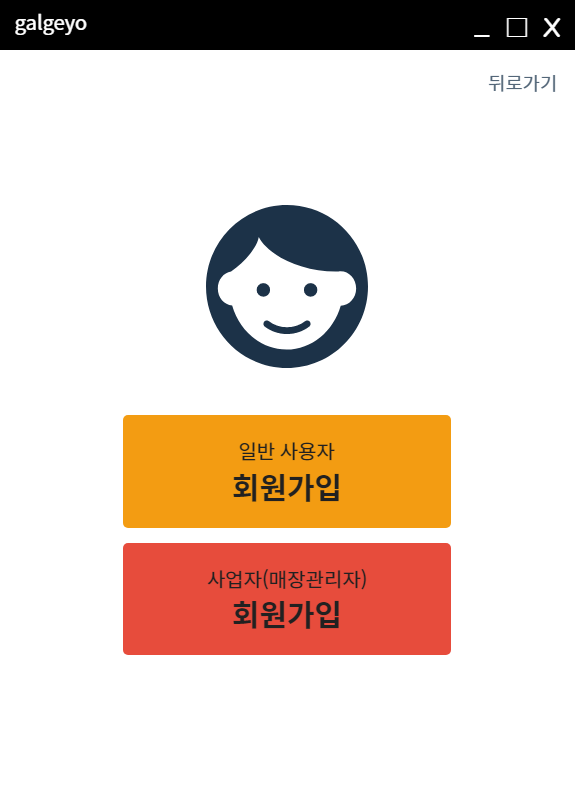 galgeyo
뒤로가기
일반 사용자
회원가입
사업자(매장관리자)
회원가입